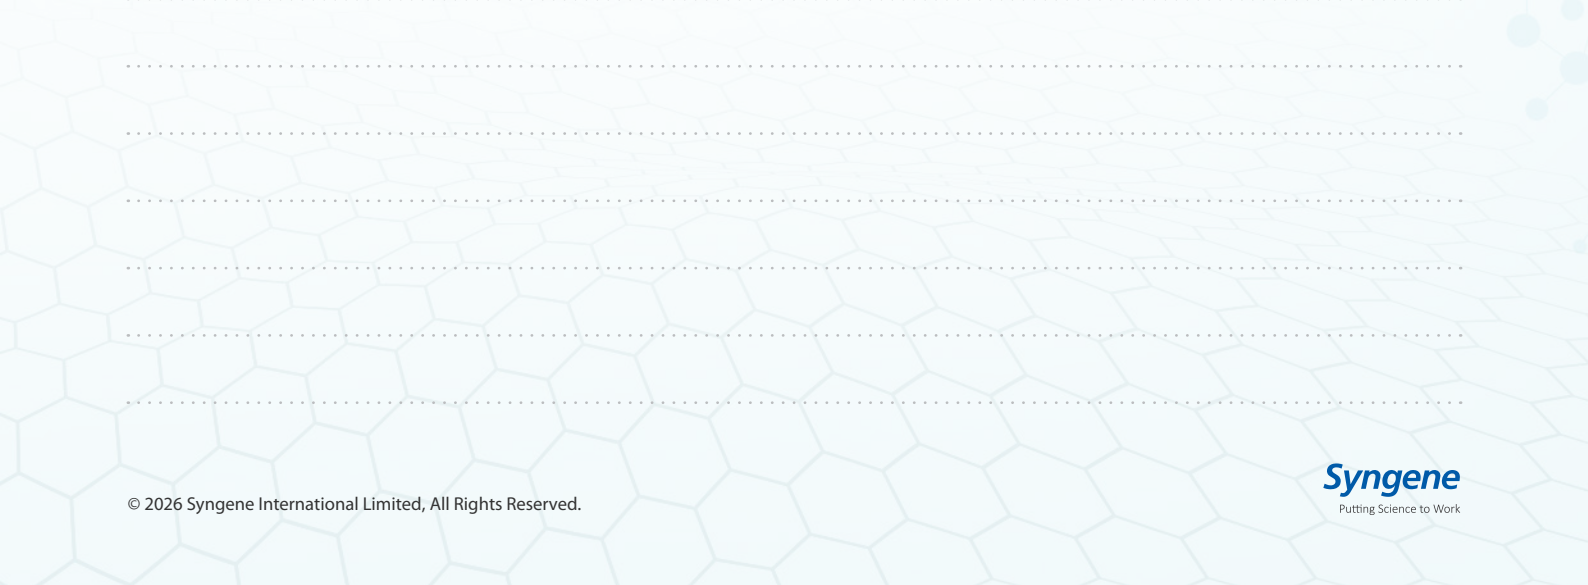 © 2026 Syngene International Limited, All Rights Reserved.
Syngene
Putting Science to Work